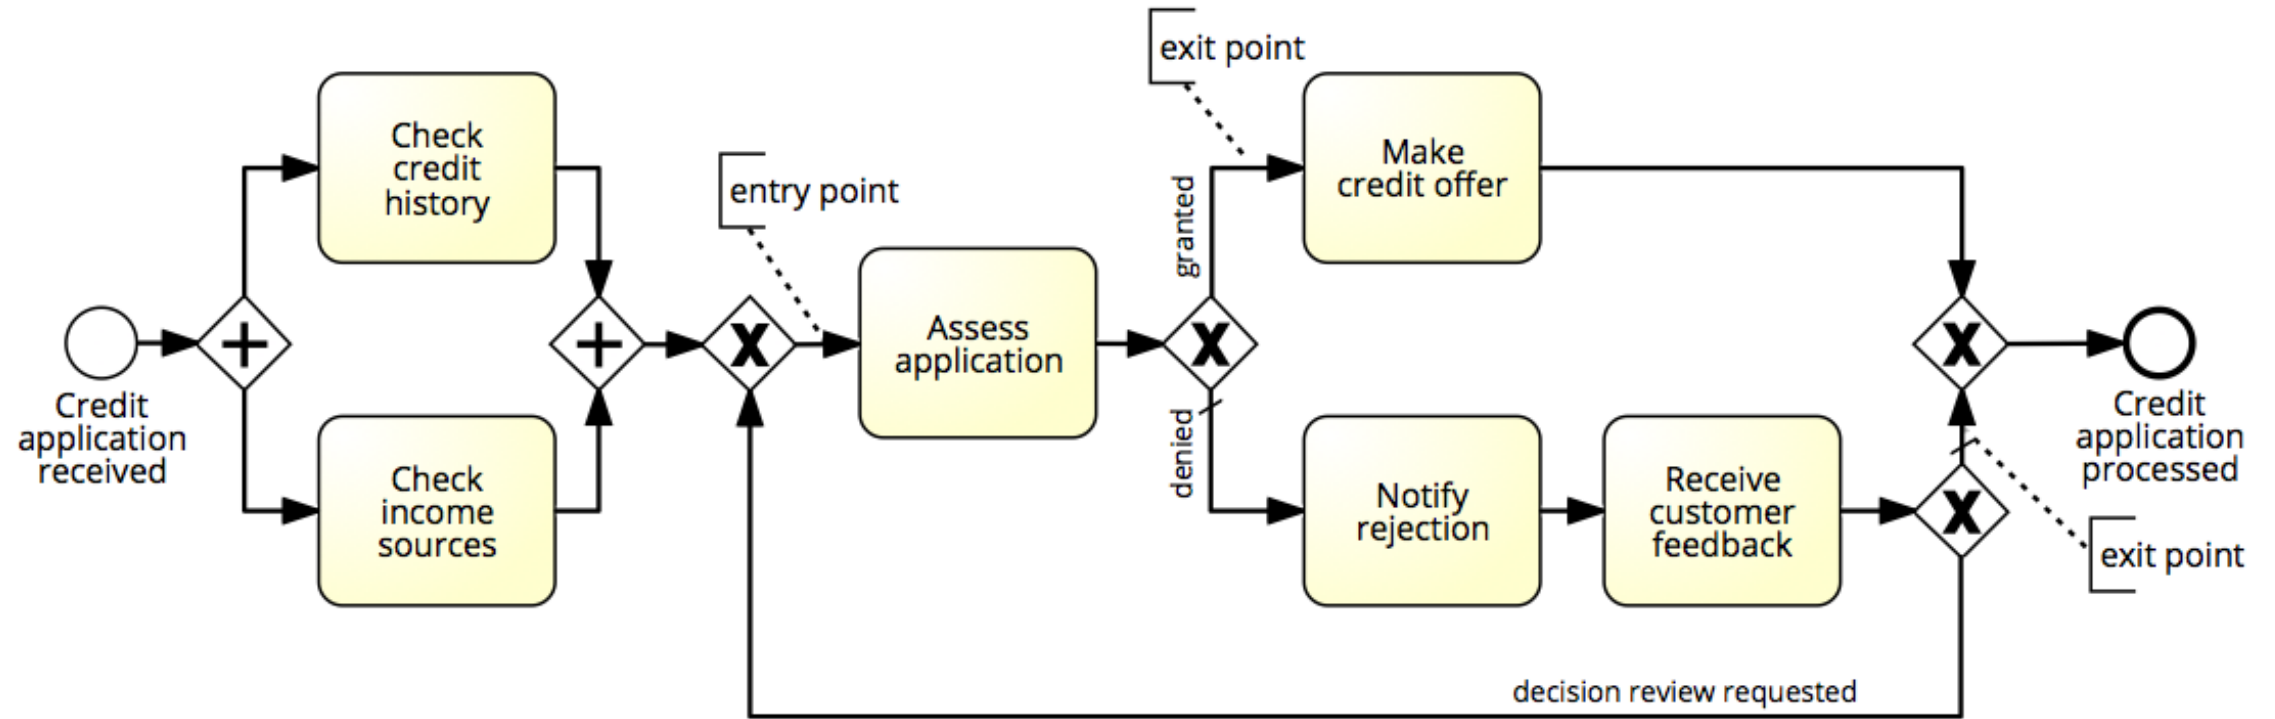 exit point
Check
credit
history
entry point
Make
credit offer
granted
Assess
application
Credit
application
received
denied
Check
income
sources
Notify
rejection
Receive
customer
feedback
Credit
application
processed
exit point
decision review requested